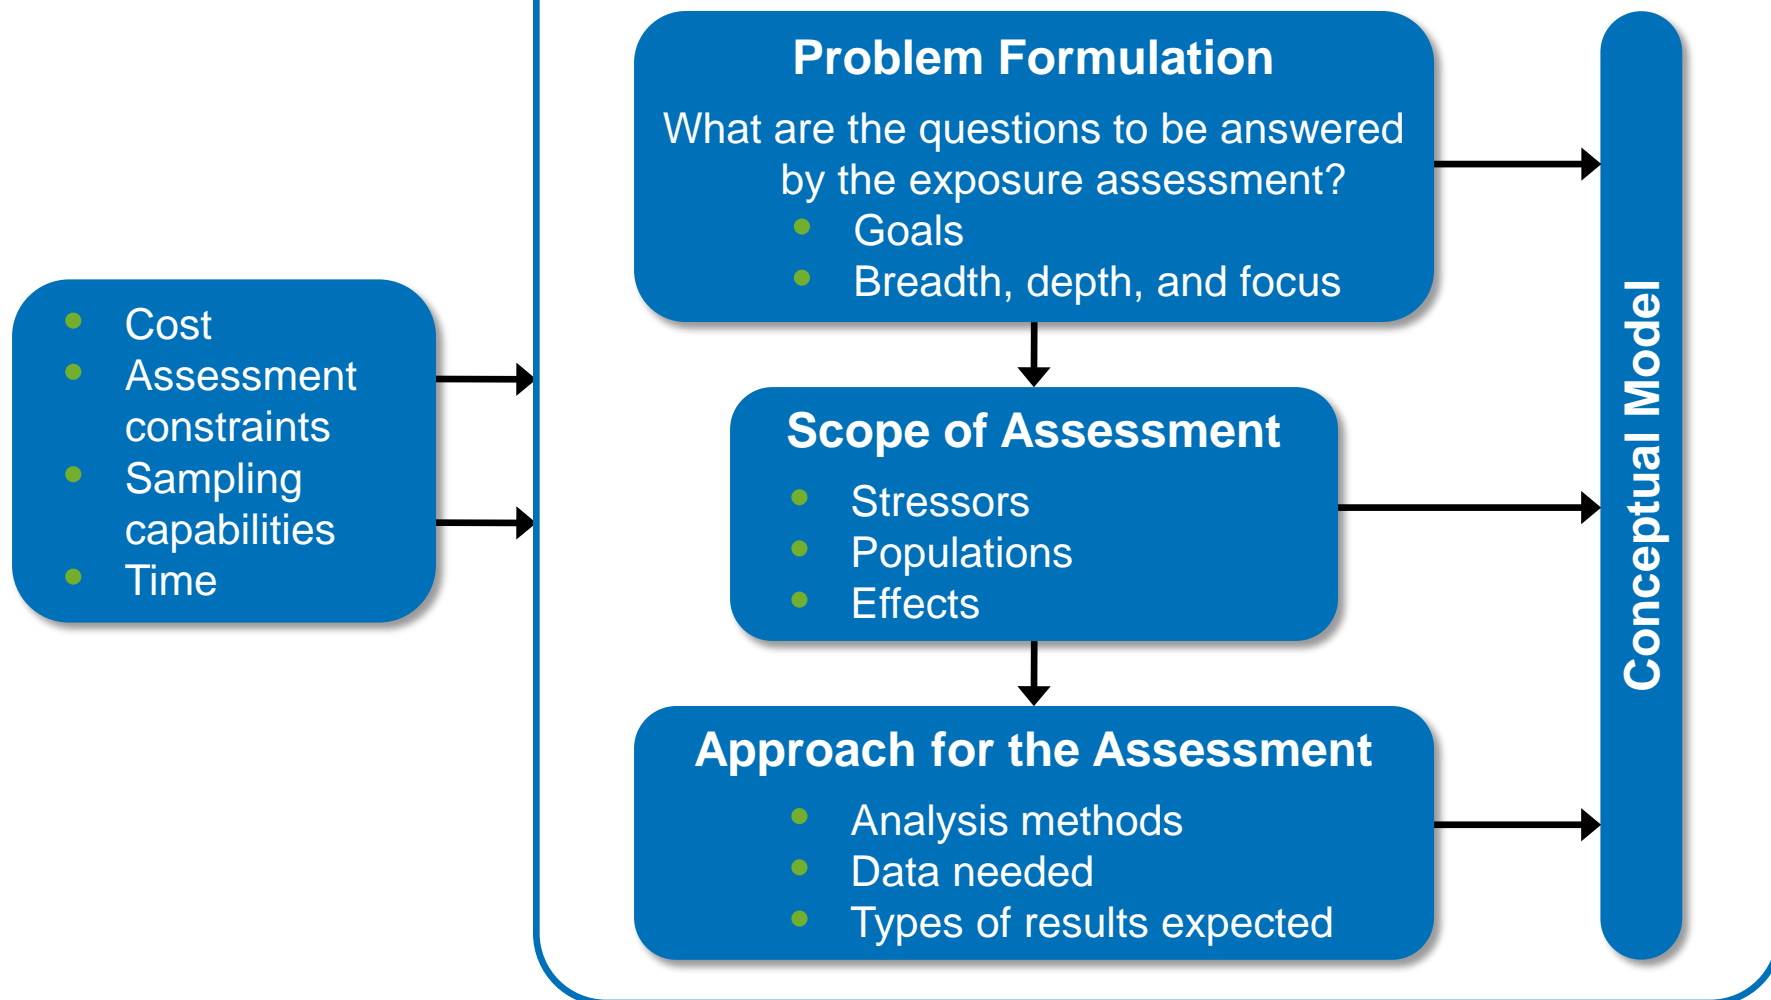 Problem Formulation
What are the questions to be answered
by the exposure assessment?
• Goals
• Breadth, depth, and focus
• Cost
• Assessment
constraints
• Sampling
capabilities
• Time
Scope of Assessment
• Stressors
• Populations
• Effects
Approach for the Assessment
• Analysis methods
• Data needed
• Types of results expected
Conceptual Model